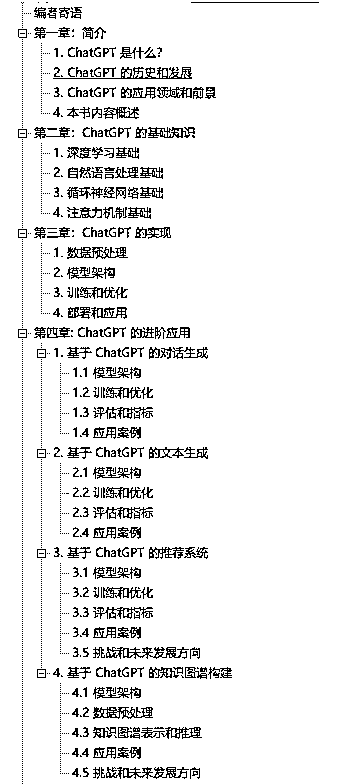 编者寄语
第一章：简介
1. ChatGPT 是什么？
2. ChatGPT 的历史和发展
3. ChatGPT 的应用领域和前景
4. 本书内容概述
第二章：ChatGPT 的基础知识
1. 深度学习基础
2. 自然语言处理基础
3. 循环神经网络基础
4. 注意力机制基础
第三章：ChatGPT 的实现
1. 数据预处理
2. 模型架构
3. 训练和优化
4. 部署和应用
第四章: ChatGPT 的进阶应用
1. 基于 ChatGPT 的对话生成
1.1 模型架构
1.2 训练和优化
1.3 评估和指标
1.4 应用案例
2. 基于 ChatGPT 的文本生成
2.1 模型架构
2.2 训练和优化
2.3 评估和指标
2.4 应用案例
3. 基于 ChatGPT 的推荐系统
3.1 模型架构
3.2 训练和优化
3.3 评估和指标
3.4 应用案例
3.5 挑战和未来发展方向
4. 基于 ChatGPT 的知识图谱构建
4.1 模型架构
4.2 数据预处理
4.3 知识图谱表示和推理
4.4 应用案例
4.5 挑战和未来发展方向